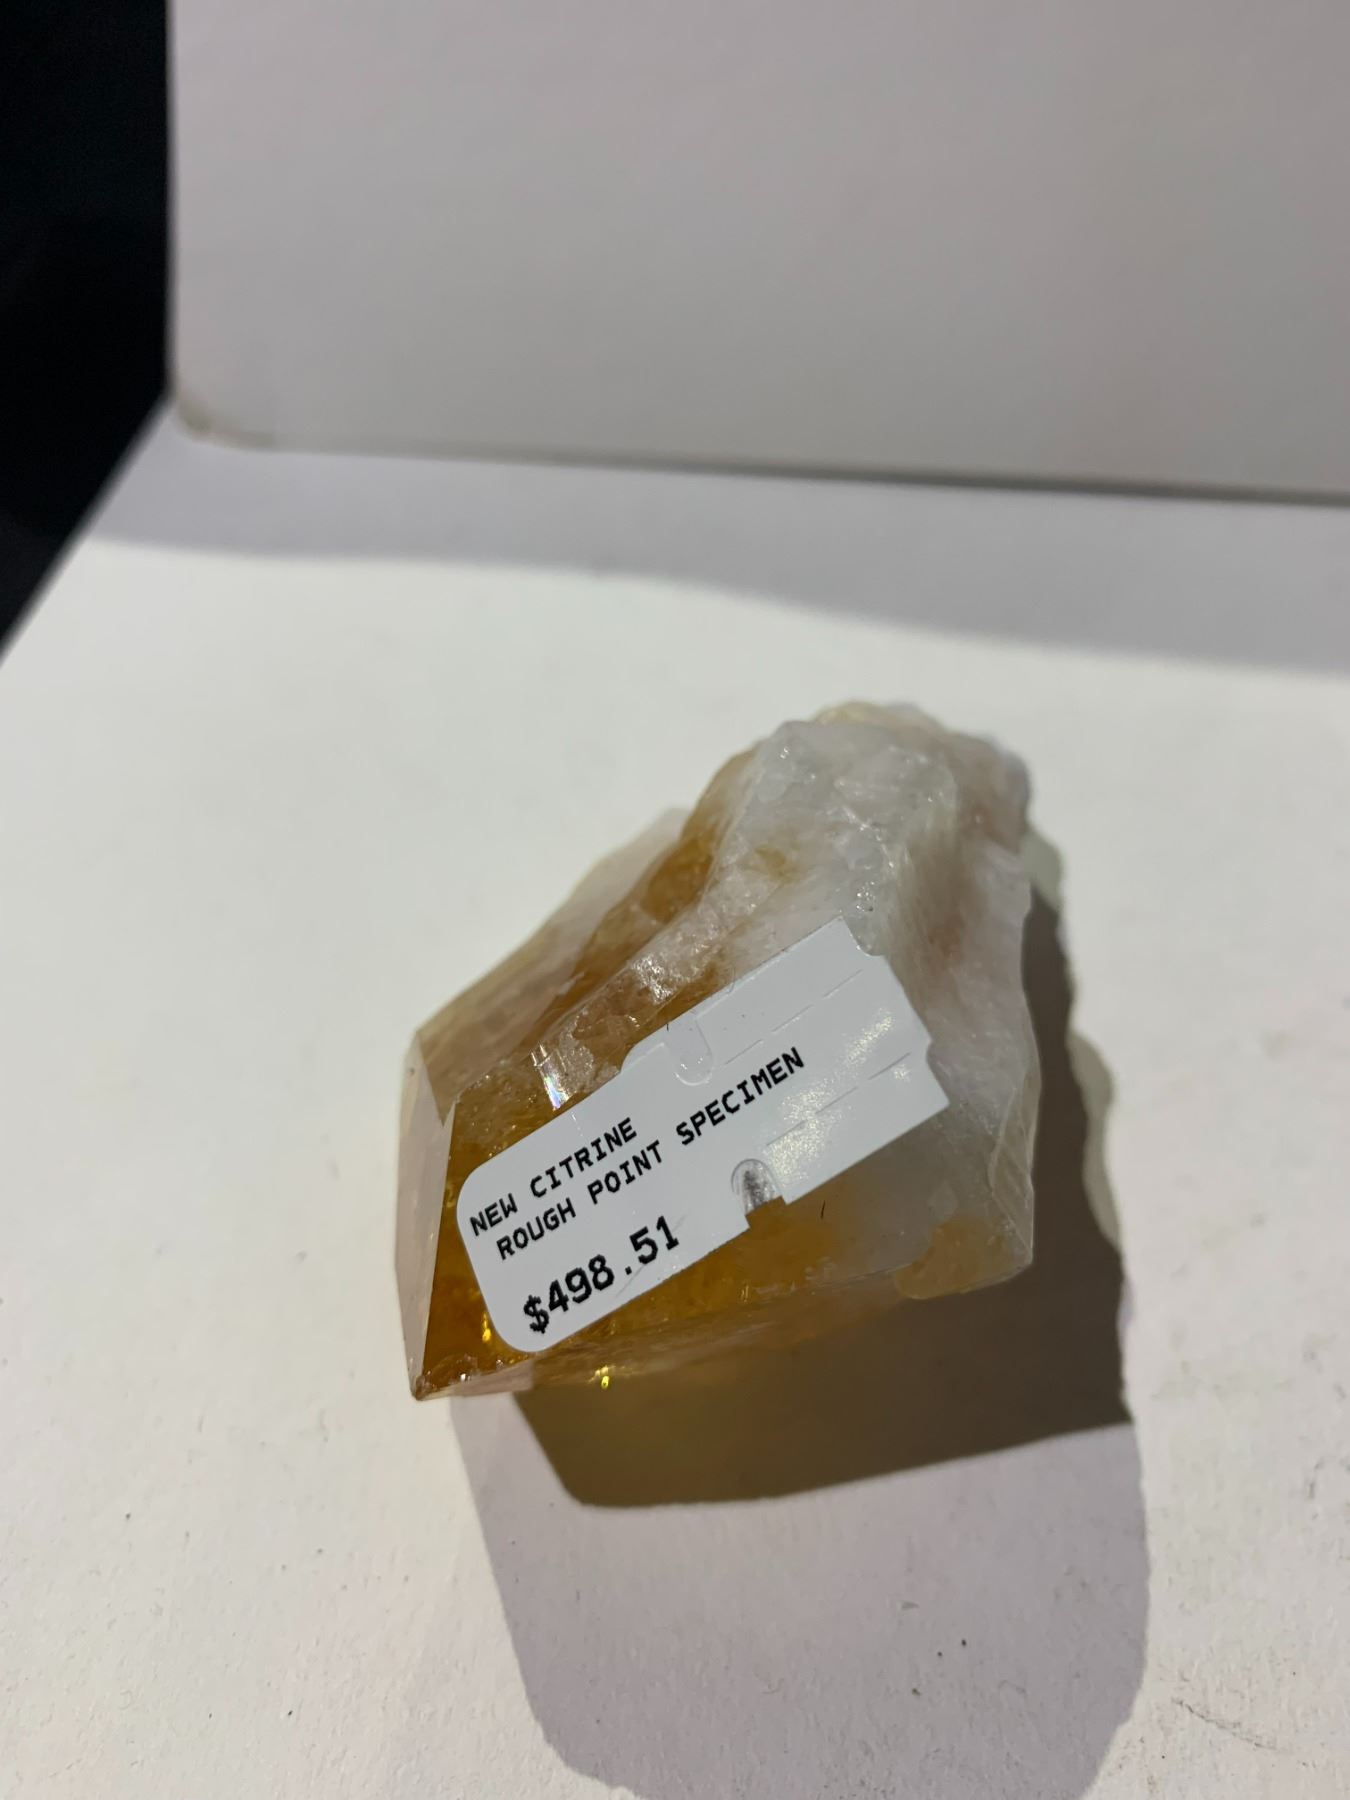 NEW CITRINE
ROUGH POINT SPECIMEN
$498.51